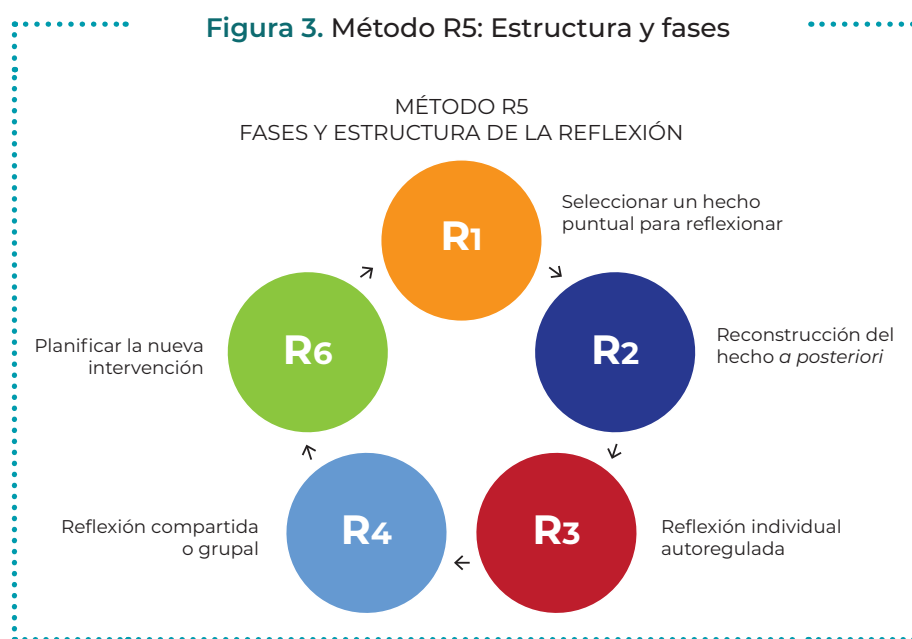 Figura 3. Método R5: Estructura y fases
MÉTODO R5
FASES Y ESTRUCTURA DE LA REFLEXIÓN
R1
Seleccionar un hecho
puntual para reflexionar
R2
Reconstrucción del
hecho a posteriori
R3
Reflexión individual
autoregulada
R4
Reflexión compartida
o grupal
R6
Planificar la nueva
intervención